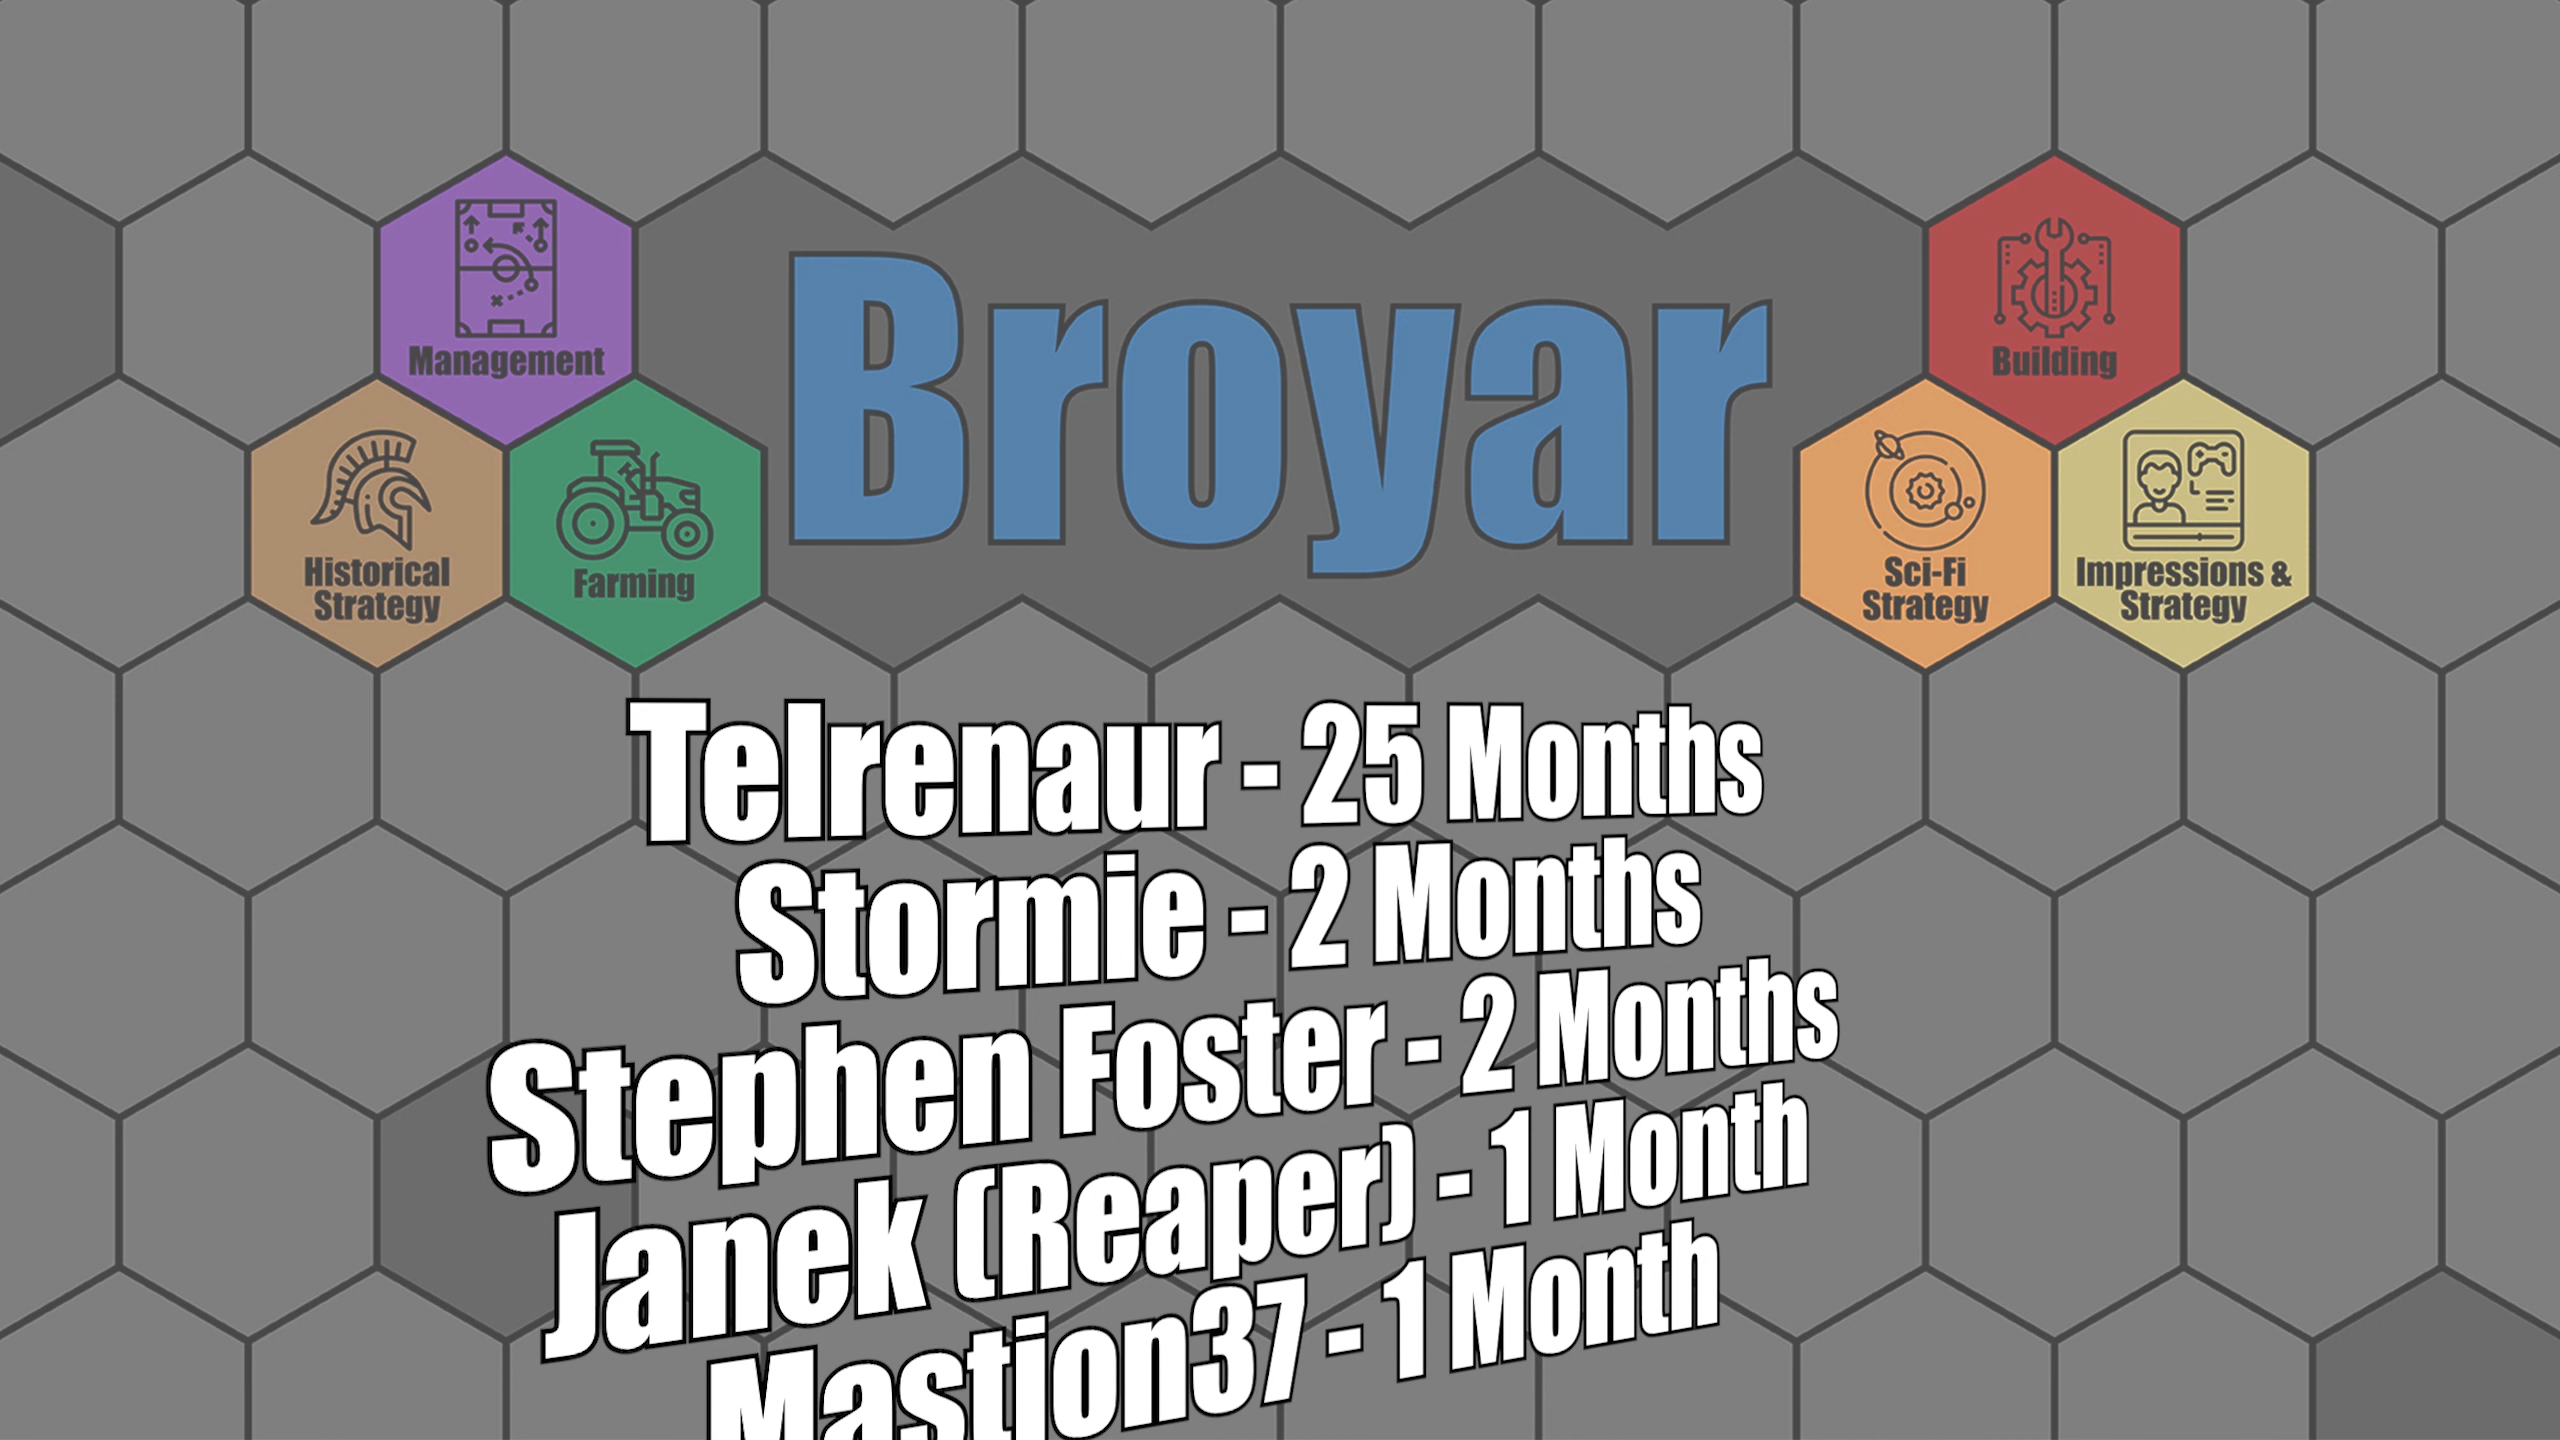 Management
Historical
Strategy
Farming
Broyar
Building
Sci-Fi
Strategy
Impressions &
Strategy
Telrenaur - 25 Months
Stormie - 2 Months
Stephen Foster - 2 Months
Janek (Reaper) - 1 Month
Mastion37 - 1 Month